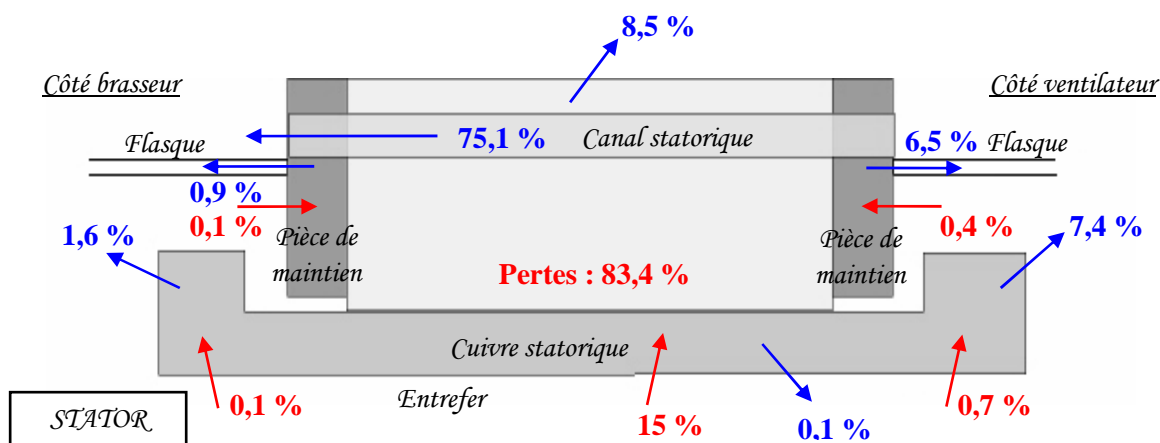 8,5 %
Côté brasseur
Côté ventilateur
Flasque
75,1 %
Canal statorique
6,5 %
Flasque
0,9 %
0,1 %
0,4 %
1,6 %
Pièce de
maintien
Pièce de
maintien
7,4 %
Pertes : 83,4 %
Cuivre statorique
0,1 %
Entrefer
15 %
0,1 %
0,7 %
STATOR